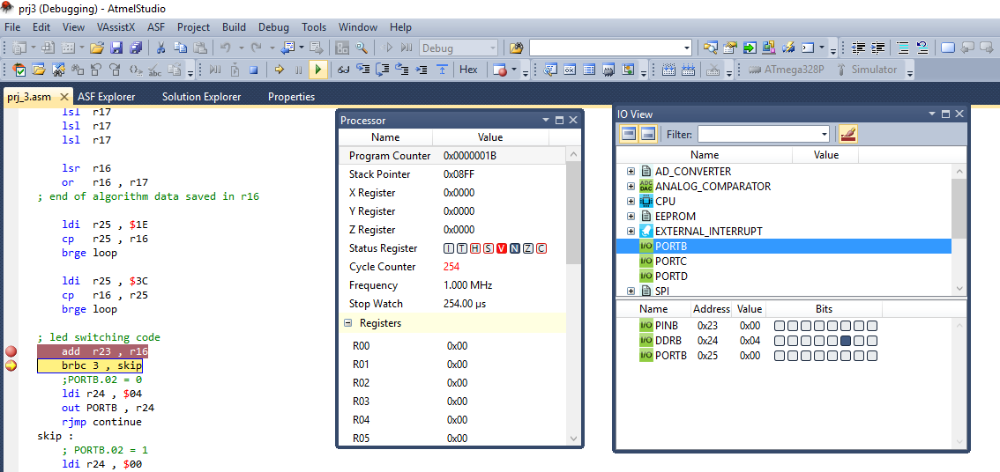 prj3 (Debugging) - AtmelStudio
File Edit View VAssistX ASF Project Build Debug Tools Window Help
Debug
Hex ATmega328P Simulator
prj_3.asm ASF Explorer Solution Explorer Properties
lsl r17
lsl r17
lsl r17
lsr r16
or r16 , r17
; end of algorithm data saved in r16
ldi r25 , $1E
cp r25 , r16
brge loop
ldi r25 , $3C
cp r16 , r25
brge loop
; led switching code
add r23 , r16
brbc 3 , skip
;PORTB.02 = 0
ldi r24 , $04
out PORTB , r24
rjmp continue
skip :
; PORTB.02 = 1
ldi r24 , $00
Processor
Name Value
Program Counter 0x0000001B
Stack Pointer 0x08FF
X Register 0x0000
Y Register 0x0000
Z Register 0x0000
Status Register I T H S V N Z C
Cycle Counter 254
Frequency 1.000 MHz
Stop Watch 254.00 µs
Registers
R00 0x00
R01 0x00
R02 0x00
R03 0x00
R04 0x00
R05 0x00
IO View
Filter:
Name Value
AD_CONVERTER
ADC DAC ANALOG_COMPARATOR
CPU
EEPROM
EXTERNAL_INTERRUPT
I/O PORTB
I/O PORTC
I/O PORTD
SPI
Name Address Value Bits
I/O PINB 0x23 0x00
I/O DDRB 0x24 0x04
I/O PORTB 0x25 0x00